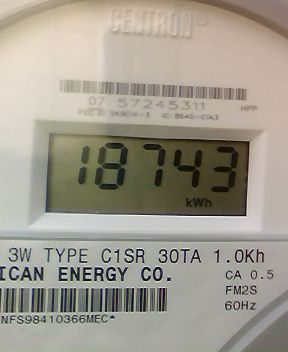 CENTRON
07 57245311
HPP
18743
kWh
3W TYPE C1SR 30TA 1.0Kh
ICAN ENERGY CO.
CA 0.5
FM2S
60Hz
NFS98410366MEC*